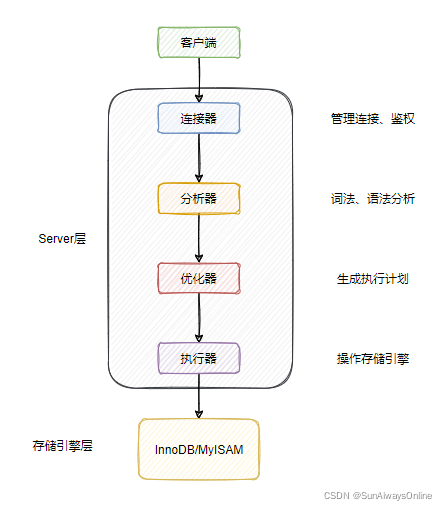 客户端
连接器
管理连接、鉴权
分析器
词法、语法分析
Server层
优化器
生成执行计划
执行器
操作存储引擎
存储引擎层
InnoDB/MyISAM
CSDN @SunAlwaysOnline